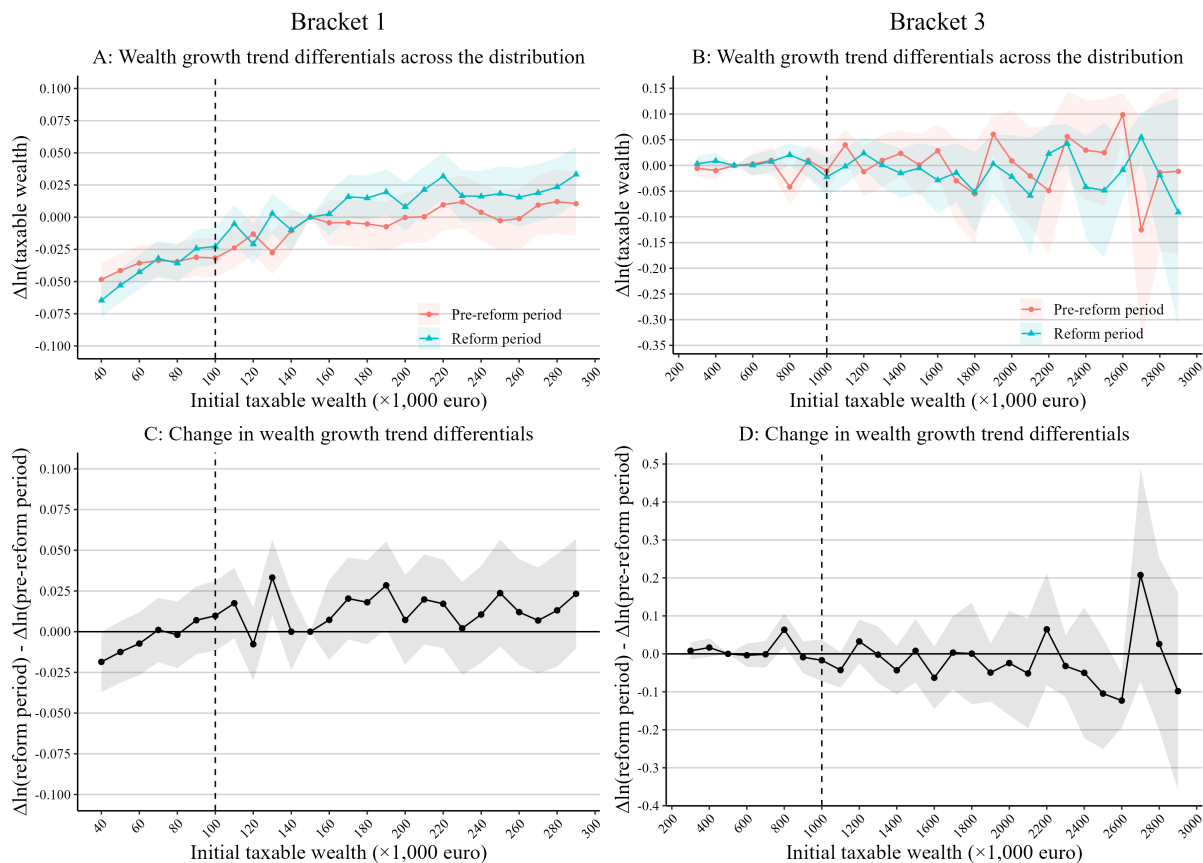 Bracket 1
Bracket 3
A: Wealth growth trend differentials across the distribution
Δln(taxable wealth)
0.100
0.075
0.050
0.025
0.000
-0.025
-0.050
-0.075
-0.100
Pre-reform period
Reform period
40 60 80 100 120 140 160 180 200 220 240 260 280 300
Initial taxable wealth (×1,000 euro)
B: Wealth growth trend differentials across the distribution
Δln(taxable wealth)
0.15
0.10
0.05
0.00
-0.05
-0.10
-0.15
-0.20
-0.25
-0.30
-0.35
Pre-reform period
Reform period
200 400 600 800 1000 1200 1400 1600 1800 2000 2200 2400 2600 2800 3000
Initial taxable wealth (×1,000 euro)
C: Change in wealth growth trend differentials
Δln(reform period) - Δln(pre-reform period)
0.100
0.075
0.050
0.025
0.000
-0.025
-0.050
-0.075
-0.100
40 60 80 100 120 140 160 180 200 220 240 260 280 300
Initial taxable wealth (×1,000 euro)
D: Change in wealth growth trend differentials
Δln(reform period) - Δln(pre-reform period)
0.5
0.4
0.3
0.2
0.1
0.0
-0.1
-0.2
-0.3
-0.4
200 400 600 800 1000 1200 1400 1600 1800 2000 2200 2400 2600 2800 3000
Initial taxable wealth (×1,000 euro)